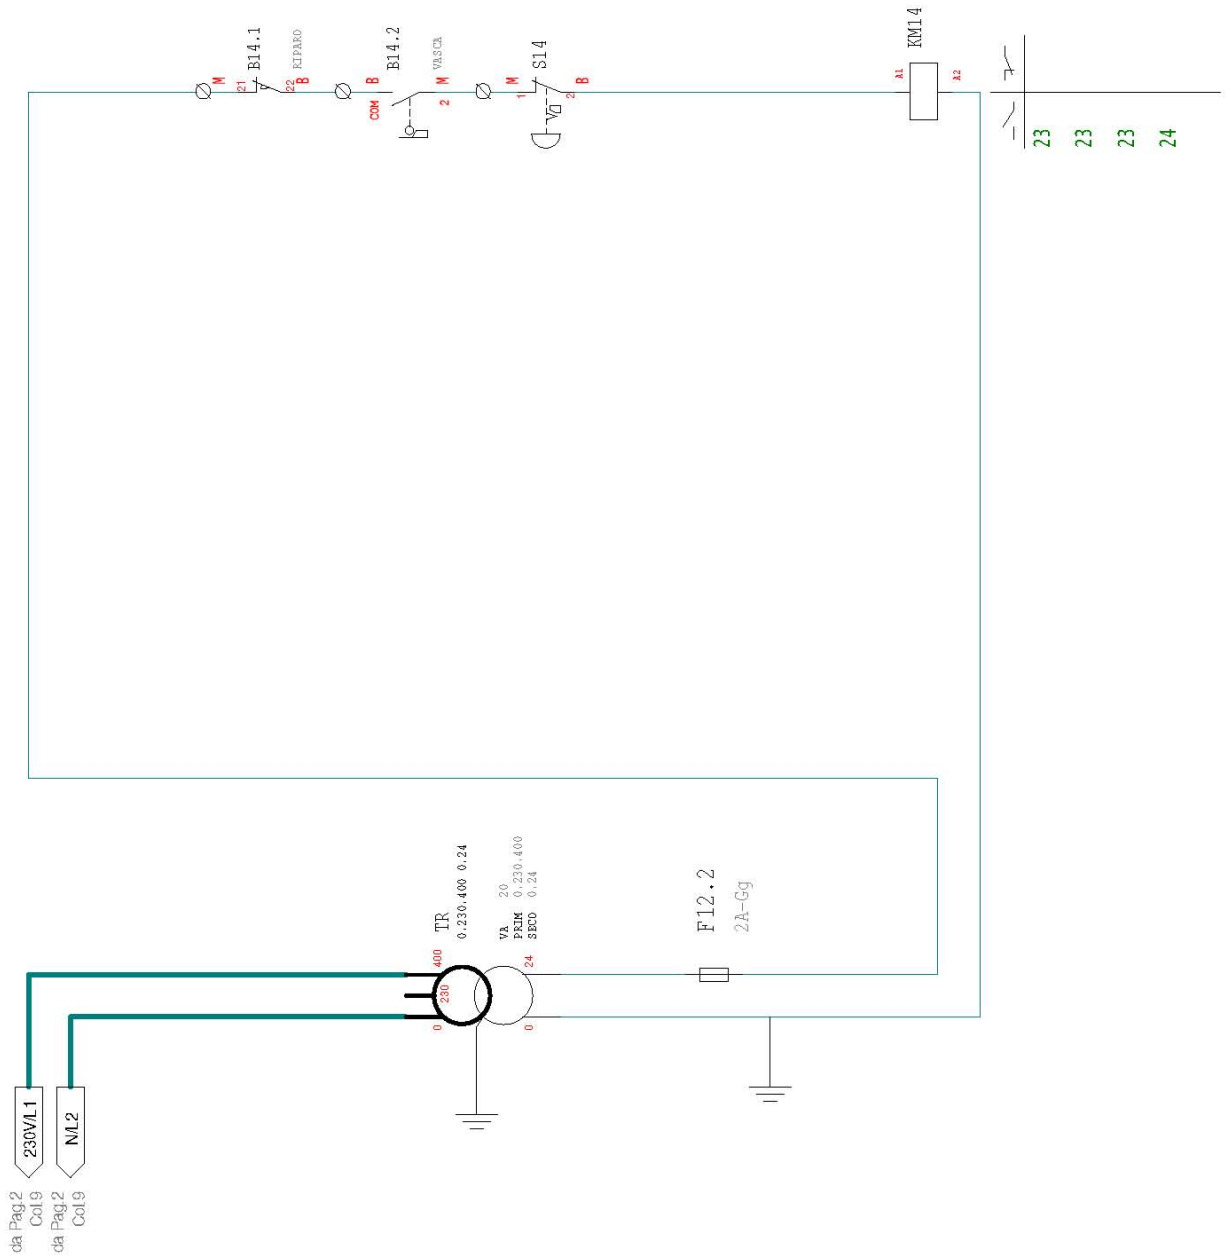 da Pag.2
Col.9
230V/L1
da Pag.2
Col.9
N/L2
TR
0.230.400 0.24
VA 20
PRIM 0.230.400
SECO 0.24
400
230
0
24
0
F12.2
2A-Gg
M
21
B14.1
RIPARO
22
B
B
COM
B14.2
VASCA
M
2
M
1
S14
2
B
KM14
A1
A2
23
23
23
24